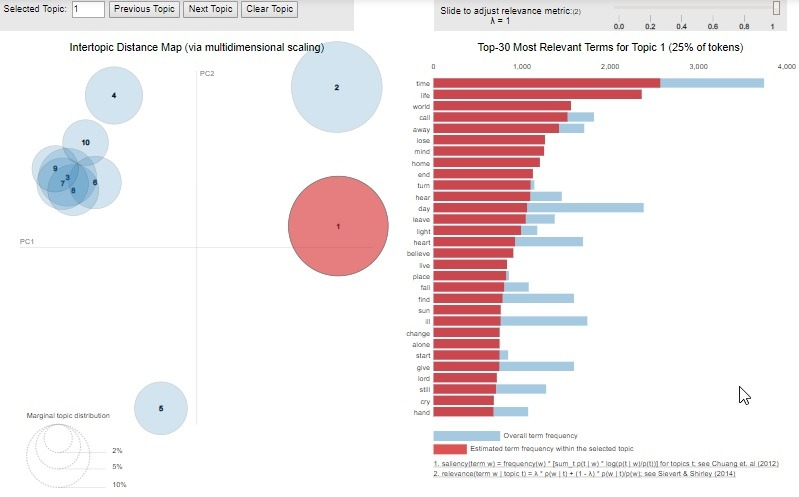 Selected Topic: 1 Previous Topic Next Topic Clear Topic
Slide to adjust relevance metric:(2)
λ = 1
0.0 0.2 0.4 0.6 0.8 1
Intertopic Distance Map (via multidimensional scaling)
PC2
PC1
4
2
10
9
3
7
8
6
1
5
Marginal topic distribution
2%
5%
10%
Top-30 Most Relevant Terms for Topic 1 (25% of tokens)
0 1,000 2,000 3,000 4,000
time
life
world
call
away
lose
mind
home
end
turn
hear
day
leave
light
heart
believe
live
place
fall
find
sun
ill
change
alone
start
give
lord
still
cry
hand
Overall term frequency
Estimated term frequency within the selected topic
1. saliency(term w) = frequency(w) * [sum_t p(t | w) * log(p(t | w)/p(t))] for topics t; see Chuang et. al (2012)
2. relevance(term w | topic t) = λ * p(w | t) + (1 - λ) * p(w | t)/p(w); see Sievert & Shirley (2014)